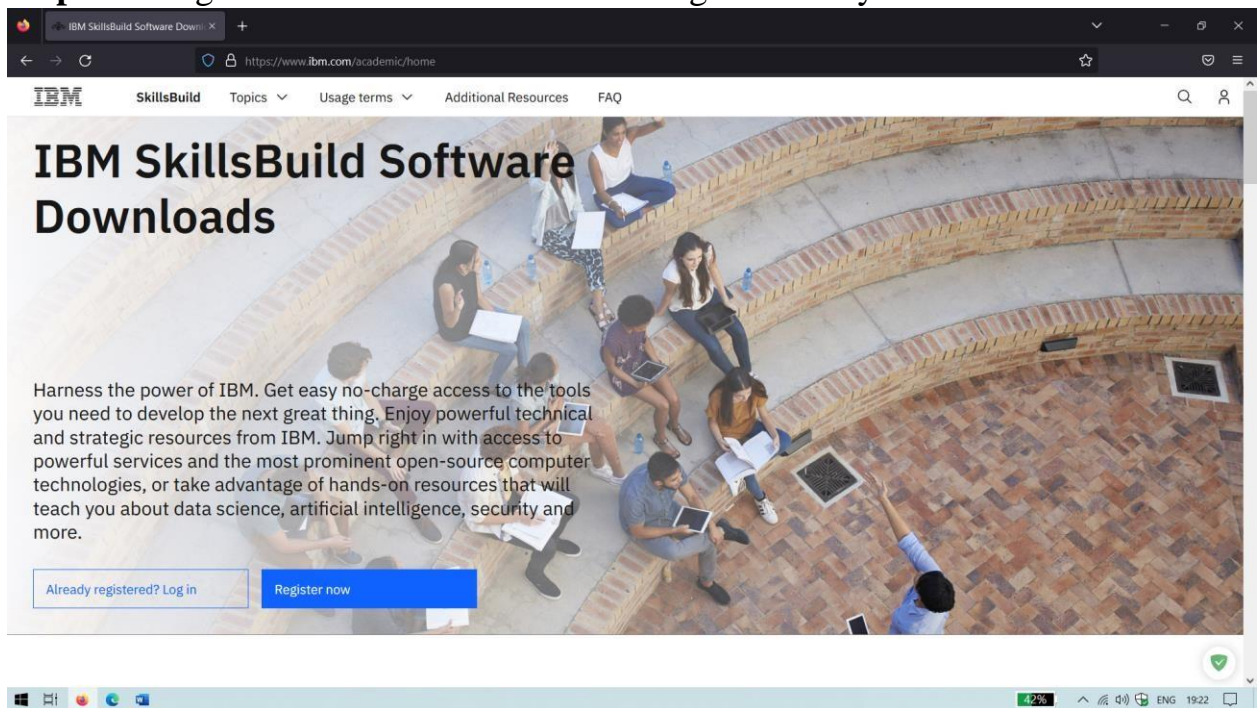 IBM SkillsBuild Software Downl
https://www.ibm.com/academic/home
IBM SkillsBuild Topics Usage terms Additional Resources FAQ
IBM SkillsBuild Software
Downloads
Harness the power of IBM. Get easy no-charge access to the tools
you need to develop the next great thing. Enjoy powerful technical
and strategic resources from IBM. Jump right in with access to
powerful services and the most prominent open-source computer
technologies, or take advantage of hands-on resources that will
teach you about data science, artificial intelligence, security and
more.
Already registered? Log in Register now
42% ENG 19:22